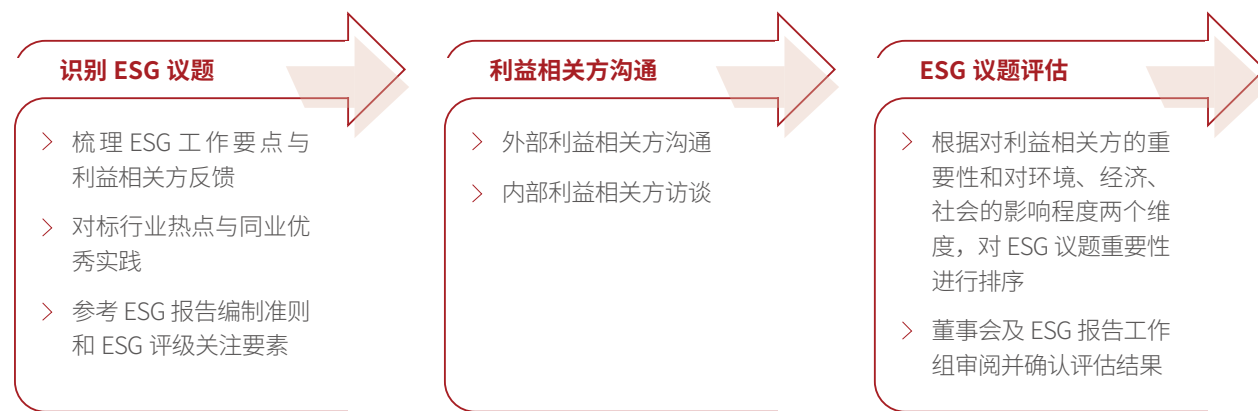 识别 ESG 议题
梳理 ESG 工作要点与
利益相关方反馈
对标行业热点与同业优
秀实践
参考 ESG 报告编制准则
和 ESG 评级关注要素
利益相关方沟通
外部利益相关方沟通
内部利益相关方访谈
ESG 议题评估
根据对利益相关方的重
要性和对环境、经济、
社会的影响程度两个维
度，对 ESG 议题重要性
进行排序
董事会及 ESG 报告工作
组审阅并确认评估结果